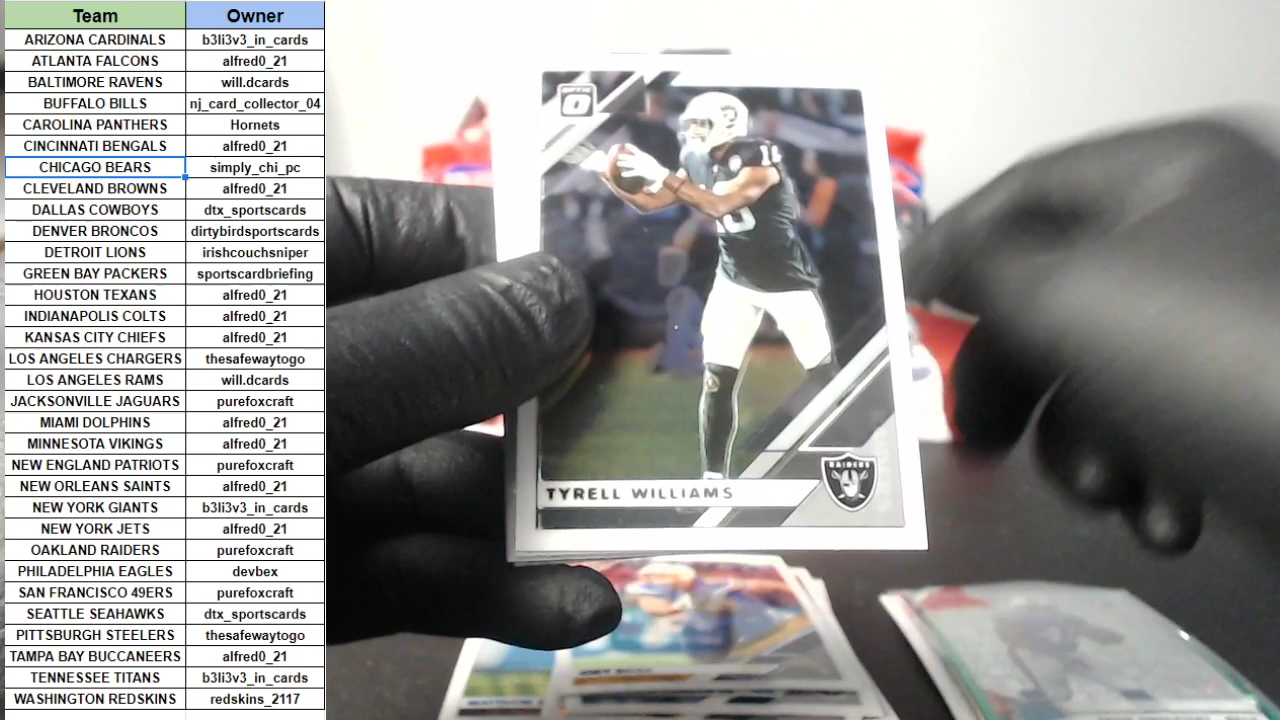 Team Owner
ARIZONA CARDINALS b3li3v3_in_cards
ATLANTA FALCONS alfred0_21
BALTIMORE RAVENS will.dcards
BUFFALO BILLS nj_card_collector_04
CAROLINA PANTHERS Hornets
CINCINNATI BENGALS alfred0_21
CHICAGO BEARS simply_chi_pc
CLEVELAND BROWNS alfred0_21
DALLAS COWBOYS dtx_sportscards
DENVER BRONCOS dirtybirdsportscards
DETROIT LIONS irishcouchsniper
GREEN BAY PACKERS sportscardbriefing
HOUSTON TEXANS alfred0_21
INDIANAPOLIS COLTS alfred0_21
KANSAS CITY CHIEFS alfred0_21
LOS ANGELES CHARGERS thesafewaytogo
LOS ANGELES RAMS will.dcards
JACKSONVILLE JAGUARS purefoxcraft
MIAMI DOLPHINS alfred0_21
MINNESOTA VIKINGS alfred0_21
NEW ENGLAND PATRIOTS purefoxcraft
NEW ORLEANS SAINTS alfred0_21
NEW YORK GIANTS b3li3v3_in_cards
NEW YORK JETS alfred0_21
OAKLAND RAIDERS purefoxcraft
PHILADELPHIA EAGLES devbex
SAN FRANCISCO 49ERS purefoxcraft
SEATTLE SEAHAWKS dtx_sportscards
PITTSBURGH STEELERS thesafewaytogo
TAMPA BAY BUCCANEERS alfred0_21
TENNESSEE TITANS b3li3v3_in_cards
WASHINGTON REDSKINS redskins_2117
TYRELL WILLIAMS
RAIDERS